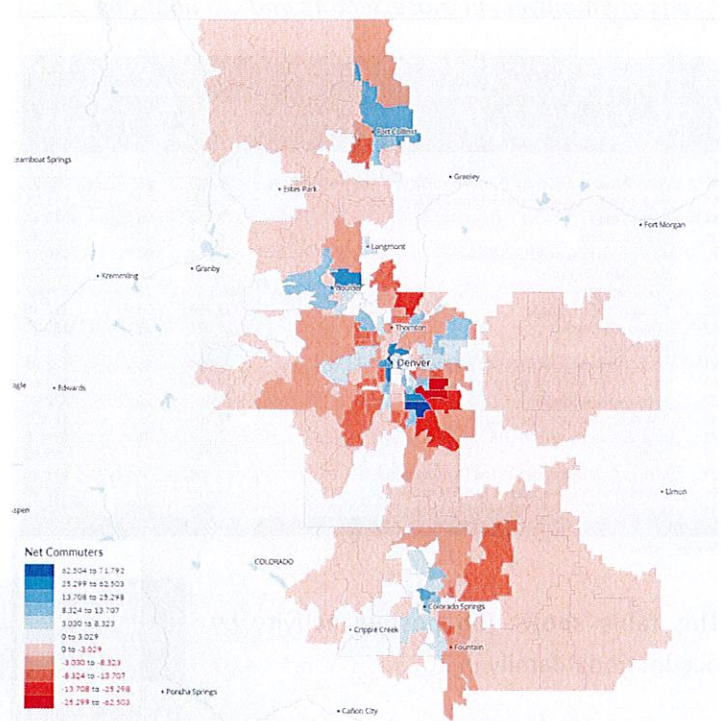 Fort Collins
Steamboat Springs
Greeley
Estes Park
Fort Morgan
Longmont
Granby
Kremmling
Boulder
Thornton
Denver
Edwards
Limon
Net Commuters
62.504 to 71.792
25.299 to 62.503
13.708 to 25.298
8.324 to 13.707
3.030 to 8.323
0 to 3.029
0 to -3.029
-3.030 to -8.323
-8.324 to -13.707
-13.708 to -25.298
-25.299 to -62.503
COLORADO
Colorado Springs
Cripple Creek
Fountain
Poncha Springs
Cañon City